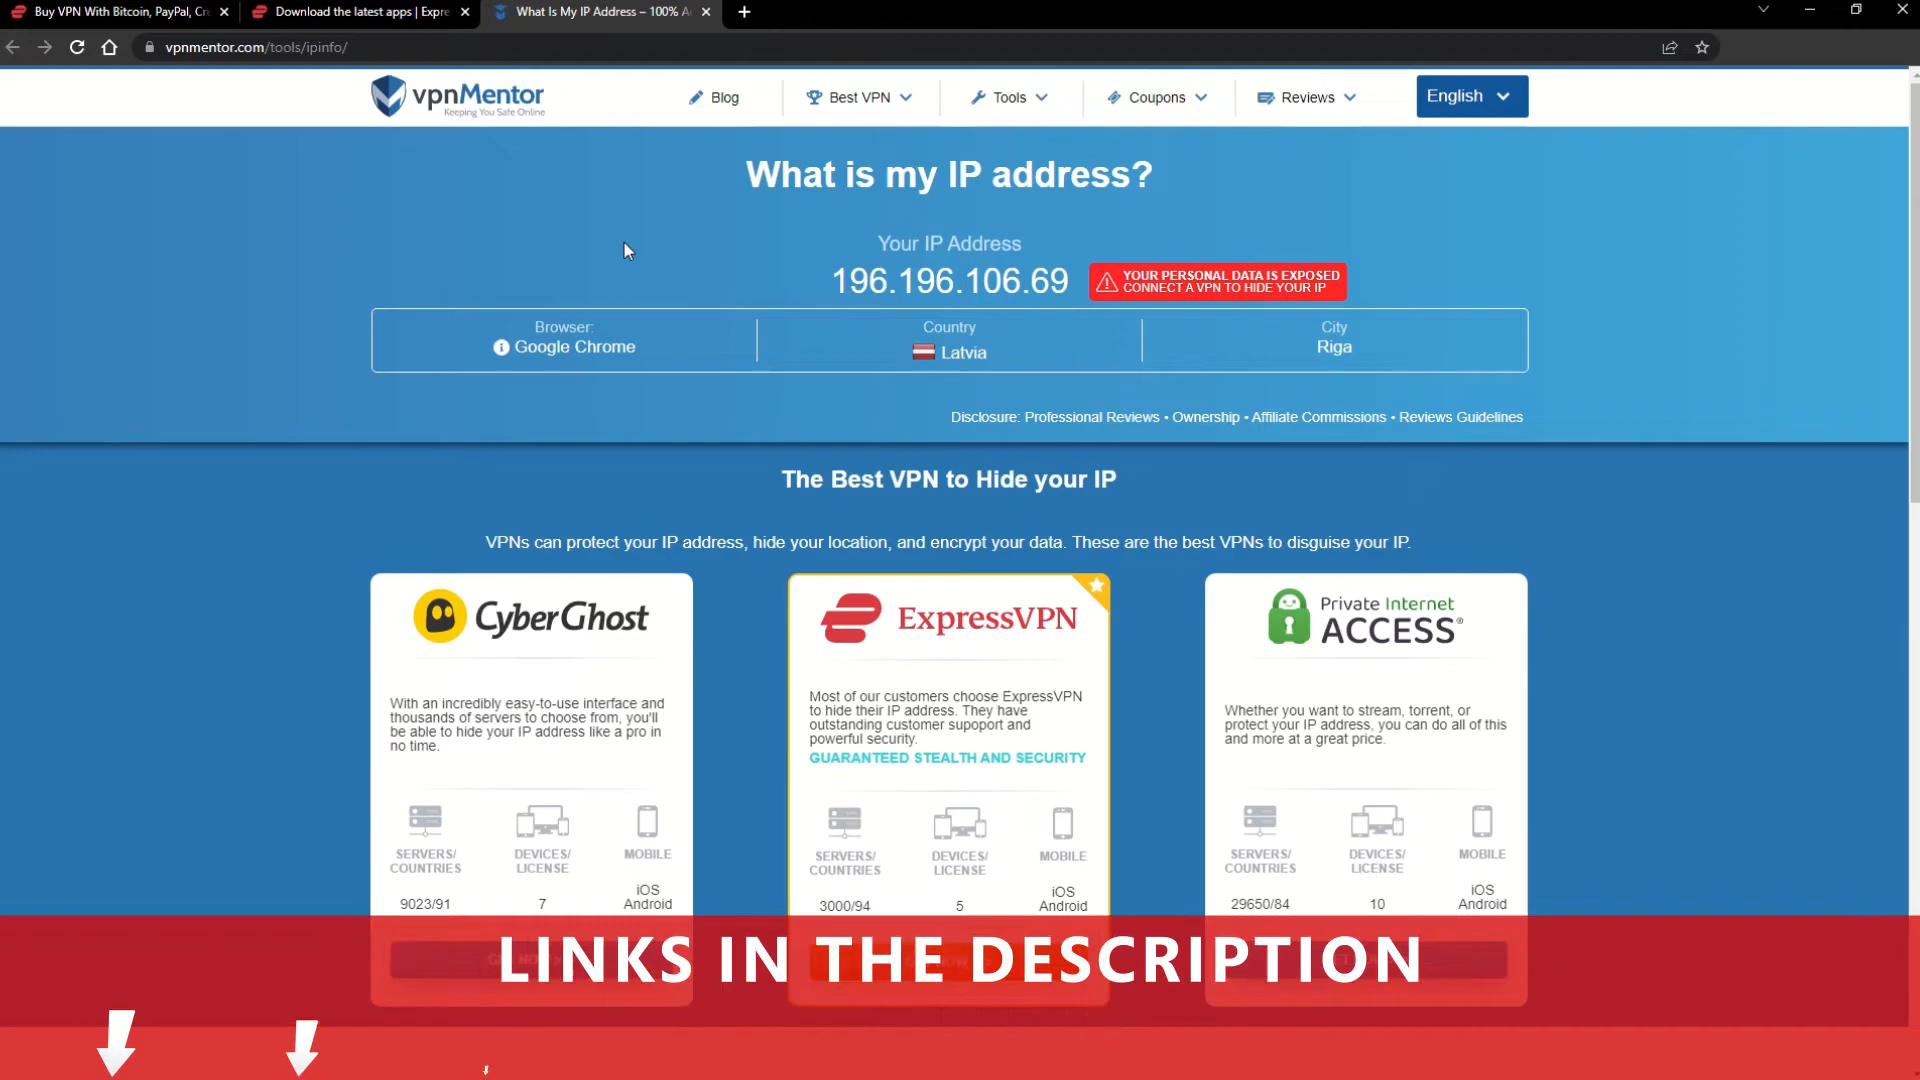 Buy VPN With Bitcoin, PayPal, Cr
Download the latest apps | Expre
What Is My IP Address – 100% A
vpnmentor.com/tools/ipinfo/
vpnMentor
Keeping You Safe Online
Blog
Best VPN
Tools
Coupons
Reviews
English
What is my IP address?
Your IP Address
196.196.106.69
YOUR PERSONAL DATA IS EXPOSED
CONNECT A VPN TO HIDE YOUR IP
Browser:
Google Chrome
Country
Latvia
City
Riga
Disclosure: Professional Reviews • Ownership • Affiliate Commissions • Reviews Guidelines
The Best VPN to Hide your IP
VPNs can protect your IP address, hide your location, and encrypt your data. These are the best VPNs to disguise your IP.
CyberGhost
With an incredibly easy-to-use interface and
thousands of servers to choose from, you'll
be able to hide your IP address like a pro in
no time.
SERVERS/
COUNTRIES
DEVICES/
LICENSE
MOBILE
9023/91
7
iOS
Android
ExpressVPN
Most of our customers choose ExpressVPN
to hide their IP address. They have
outstanding customer supoport and
powerful security.
GUARANTEED STEALTH AND SECURITY
SERVERS/
COUNTRIES
DEVICES/
LICENSE
MOBILE
3000/94
5
iOS
Android
Private Internet
ACCESS®
Whether you want to stream, torrent, or
protect your IP address, you can do all of this
and more at a great price.
SERVERS/
COUNTRIES
DEVICES/
LICENSE
MOBILE
29650/84
10
iOS
Android
LINKS IN THE DESCRIPTION